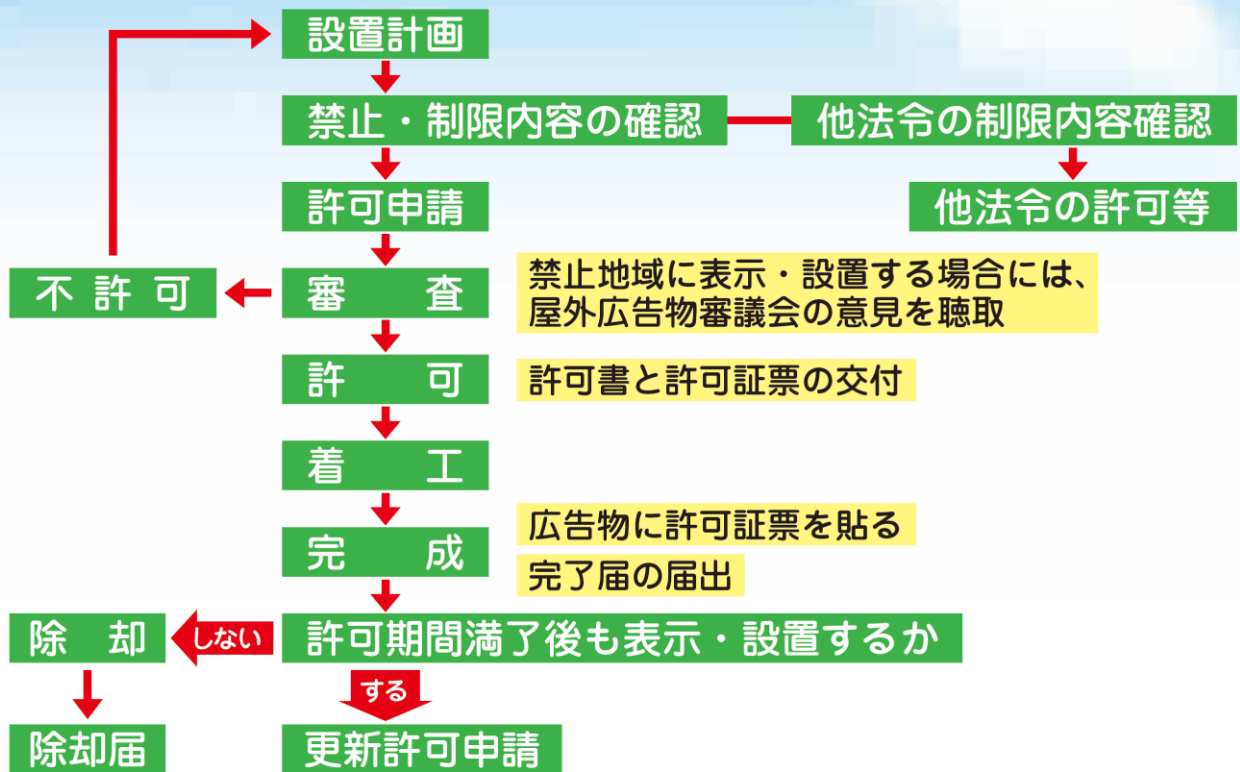 設置計画
禁止・制限内容の確認
他法令の制限内容確認
許可申請
他法令の許可等
不許可
審査
禁止地域に表示・設置する場合には、
屋外広告物審議会の意見を聴取
許可
許可書と許可証票の交付
着工
完成
広告物に許可証票を貼る
完了届の届出
除却
しない
許可期間満了後も表示・設置するか
する
除却届
更新許可申請